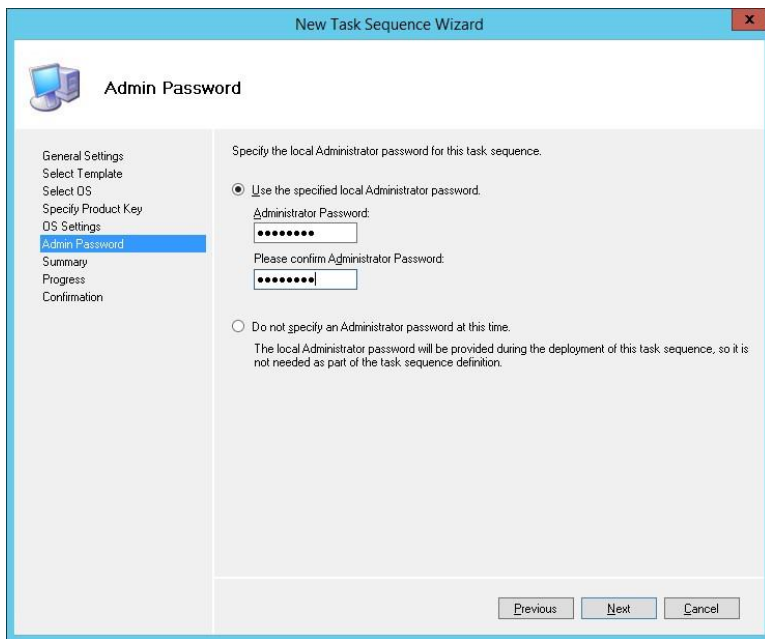 New Task Sequence Wizard
x
Admin Password
General Settings
Select Template
Select OS
Specify Product Key
OS Settings
Admin Password
Summary
Progress
Confirmation
Specify the local Administrator password for this task sequence.
Use the specified local Administrator password.
Administrator Password:
●●●●●●●●
Please confirm Administrator Password:
●●●●●●●●
Do not specify an Administrator password at this time.
The local Administrator password will be provided during the deployment of this task sequence, so it is
not needed as part of the task sequence definition.
Previous
Next
Cancel